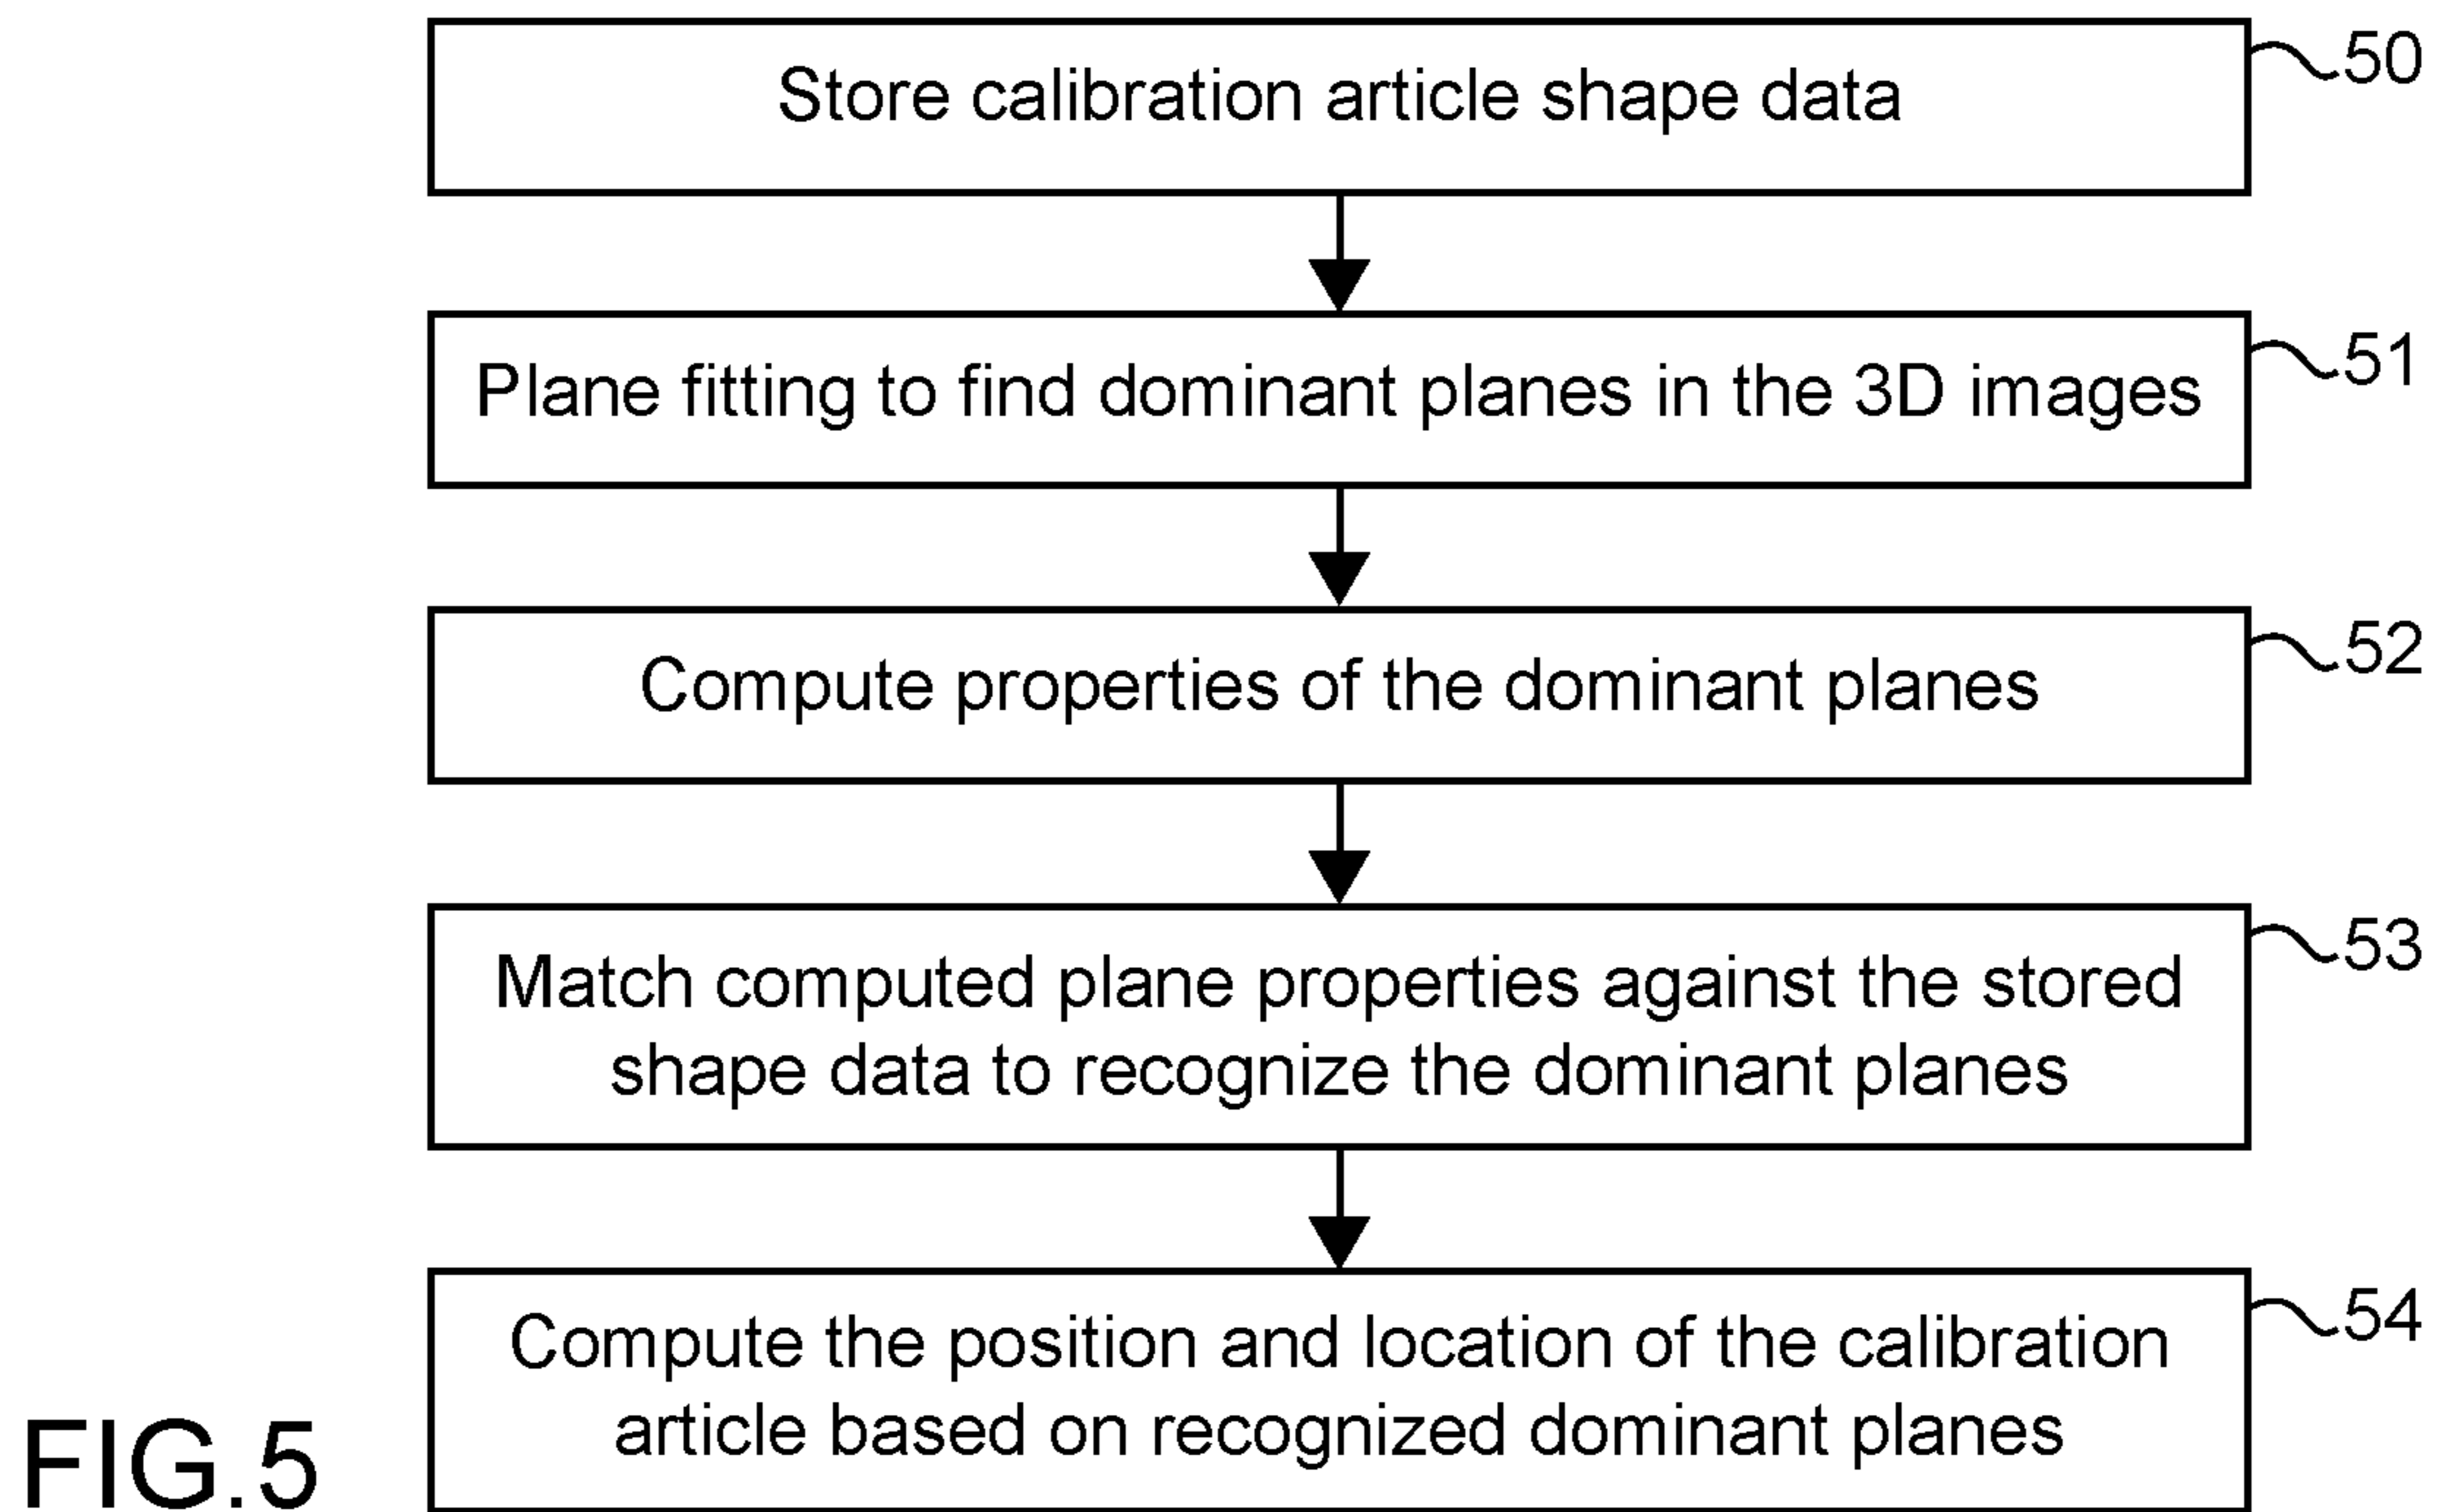 Store calibration article shape data
50
Plane fitting to find dominant planes in the 3D images
51
Compute properties of the dominant planes
52
Match computed plane properties against the stored
shape data to recognize the dominant planes
53
Compute the position and location of the calibration
article based on recognized dominant planes
54
FIG.5